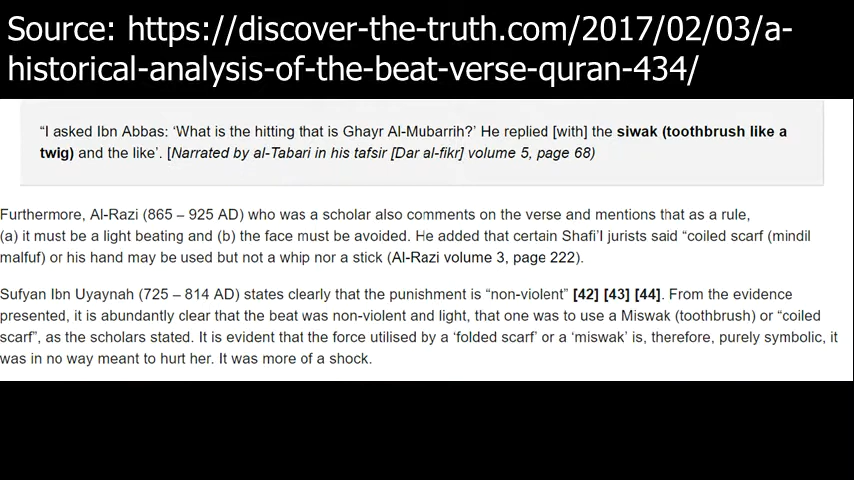 Source: https://discover-the-truth.com/2017/02/03/a-
historical-analysis-of-the-beat-verse-quran-434/
“I asked Ibn Abbas: ‘What is the hitting that is Ghayr Al-Mubarrih?’ He replied [with] the siwak (toothbrush like a
twig) and the like’. [Narrated by al-Tabari in his tafsir [Dar al-fikr] volume 5, page 68)
Furthermore, Al-Razi (865 – 925 AD) who was a scholar also comments on the verse and mentions that as a rule,
(a) it must be a light beating and (b) the face must be avoided. He added that certain Shafi’I jurists said “coiled scarf (mindil
malfuf) or his hand may be used but not a whip nor a stick (Al-Razi volume 3, page 222).
Sufyan Ibn Uyaynah (725 – 814 AD) states clearly that the punishment is “non-violent” [42] [43] [44]. From the evidence
presented, it is abundantly clear that the beat was non-violent and light, that one was to use a Miswak (toothbrush) or “coiled
scarf”, as the scholars stated. It is evident that the force utilised by a ‘folded scarf’ or a ‘miswak’ is, therefore, purely symbolic, it
was in no way meant to hurt her. It was more of a shock.